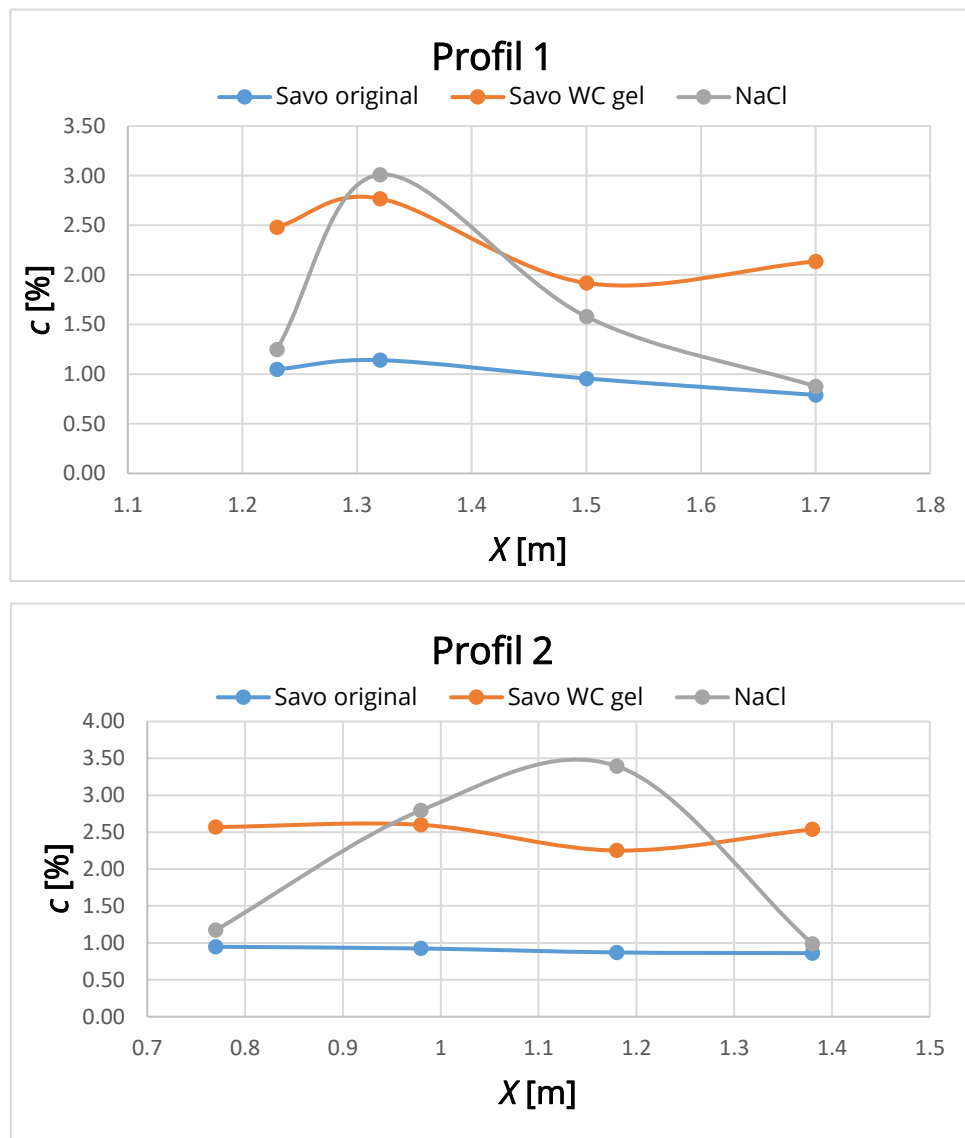 Profil 1
Savo original Savo WC gel NaCl
3.50
3.00
2.50
2.00
1.50
1.00
0.50
0.00
c [%]
1.1 1.2 1.3 1.4 1.5 1.6 1.7 1.8
X [m]
Profil 2
Savo original Savo WC gel NaCl
4.00
3.50
3.00
2.50
2.00
1.50
1.00
0.50
0.00
c [%]
0.7 0.8 0.9 1 1.1 1.2 1.3 1.4 1.5
X [m]